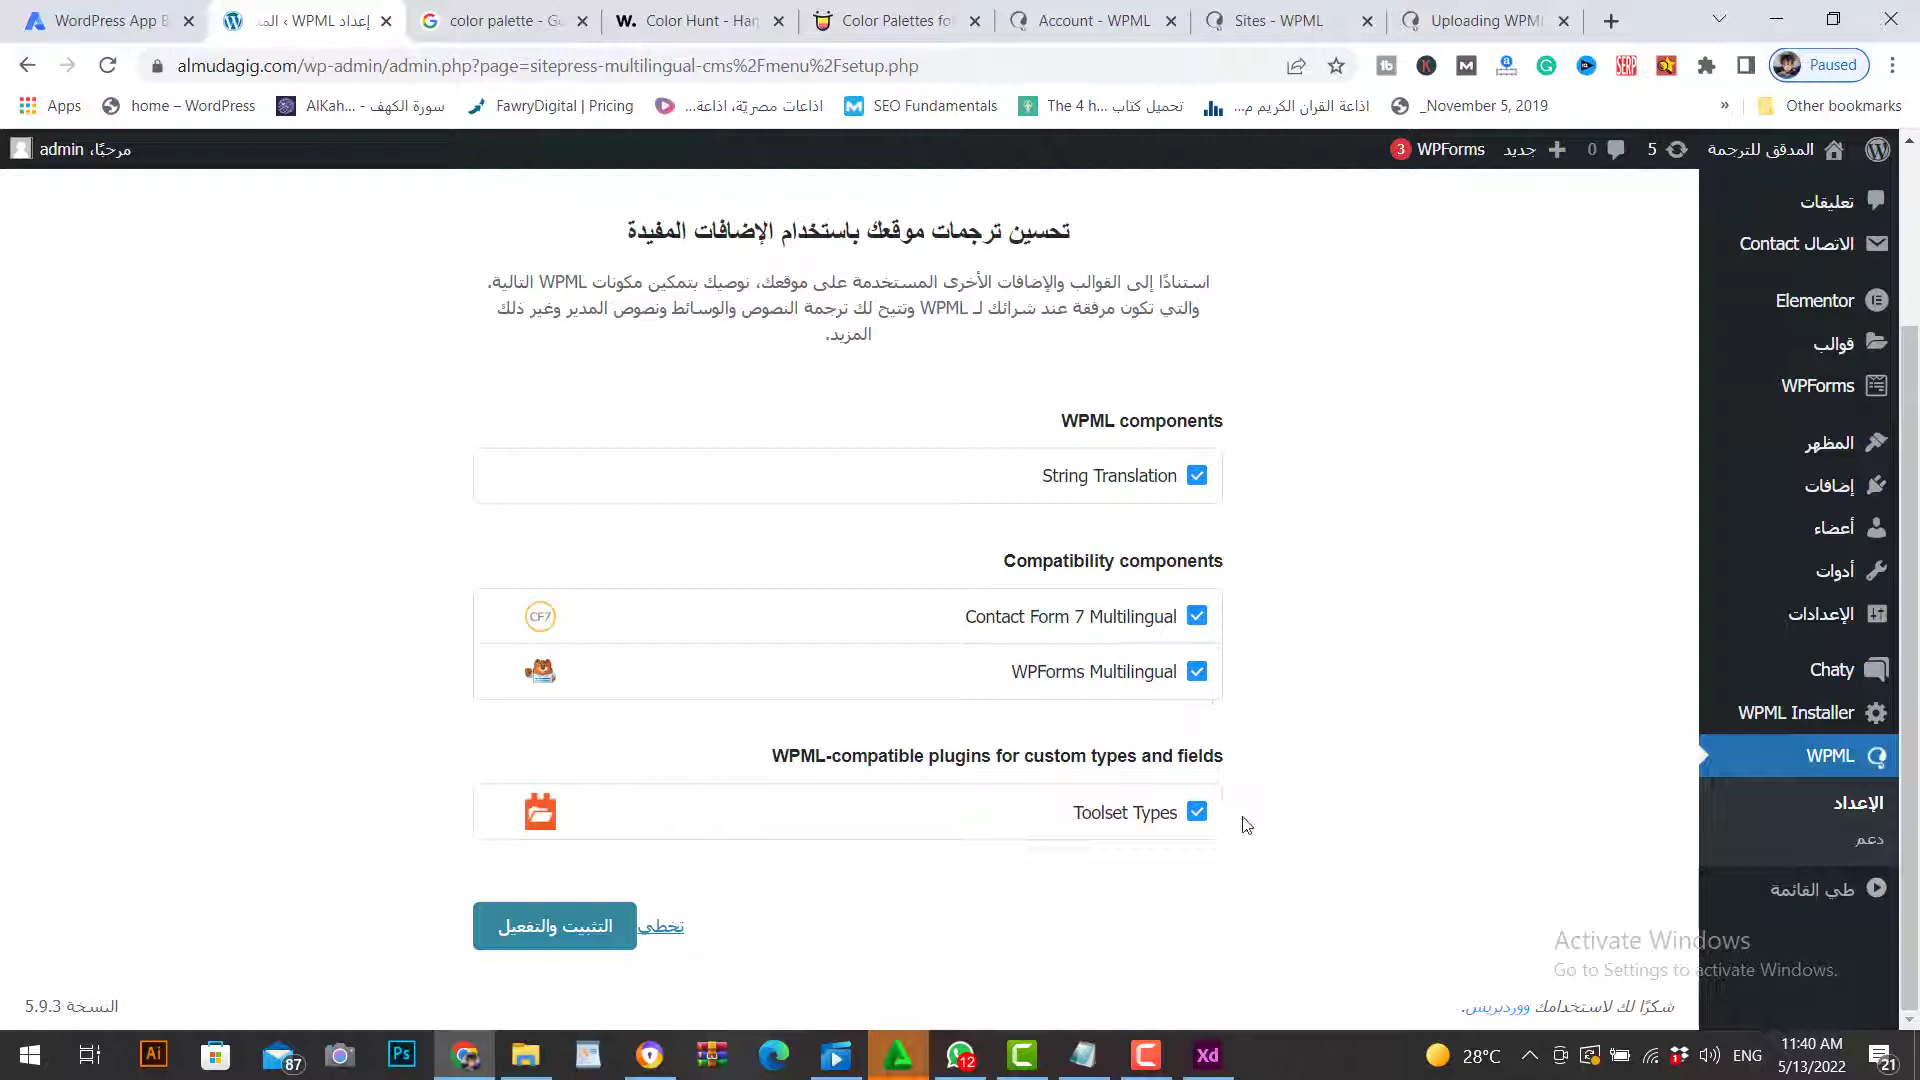 WordPress App B
إعداد WPML ‹ المد
color palette - G
Color Hunt - Har
Color Palettes fo
Account - WPML
Sites - WPML
Uploading WPML
almudagig.com/wp-admin/admin.php?page=sitepress-multilingual-cms%2Fmenu%2Fsetup.php
Paused
Apps
home – WordPress
سورة الكهف - ...AlKah
FawryDigital | Pricing
اذاعات مصريّة، اذاعة...
SEO Fundamentals
تحميل كتاب ... The 4 h
اذاعة القران الكريم م...
_November 5, 2019
»
Other bookmarks
المدقق للترجمة
5
0
جديد
WPForms 3
مرحبًا، admin
تعليقات
الاتصال Contact
Elementor
قوالب
WPForms
المظهر
إضافات
أعضاء
أدوات
الإعدادات
Chaty
WPML Installer
WPML
الإعداد
دعم
طي القائمة
تحسين ترجمات موقعك باستخدام الإضافات المفيدة
استنادًا إلى القوالب والإضافات الأخرى المستخدمة على موقعك، نوصيك بتمكين مكونات WPML التالية.
والتي تكون مرفقة عند شرائك لـ WPML وتتيح لك ترجمة النصوص والوسائط ونصوص المدير وغير ذلك
المزيد.
WPML components
String Translation
Compatibility components
Contact Form 7 Multilingual
CF7
WPForms Multilingual
WPML-compatible plugins for custom types and fields
Toolset Types
تخطي
التثبيت والتفعيل
Activate Windows
Go to Settings to activate Windows.
شكرًا لك لاستخدامك ووردبريس.
النسخة 5.9.3
Ai
87
Ps
12
Xd
28°C
ENG
11:40 AM
5/13/2022
21